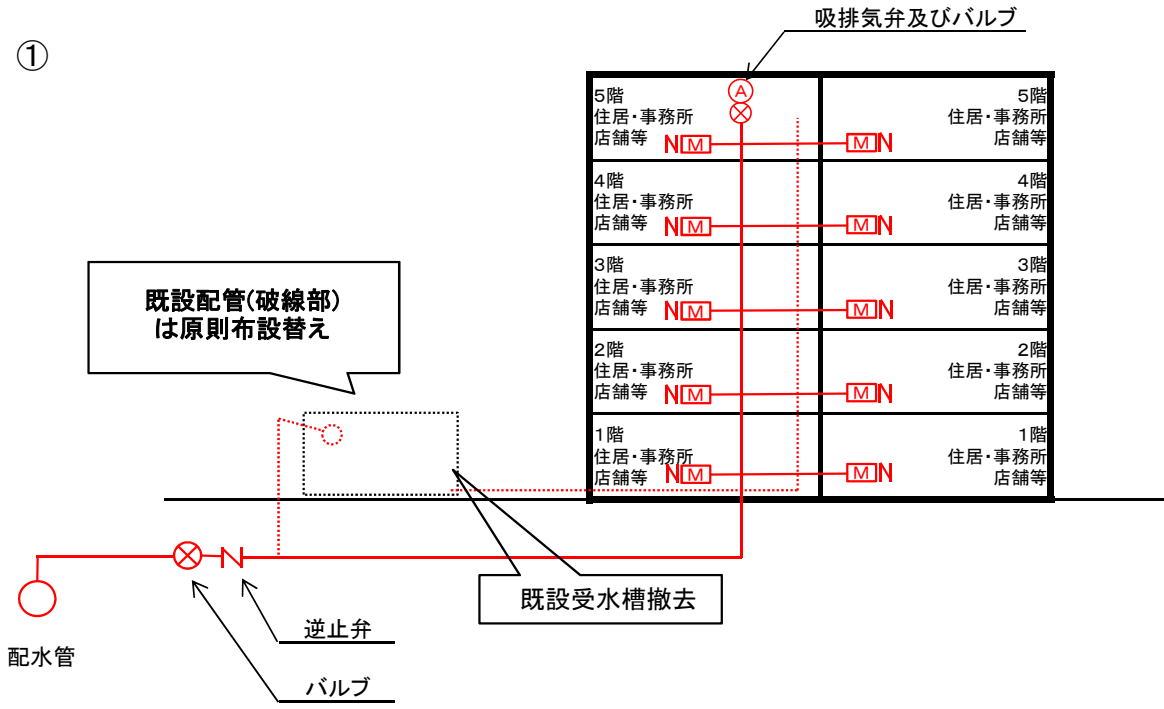 吸排気弁及びバルブ
①
A
5階
住居・事務所
店舗等
N M
M N
5階
住居・事務所
店舗等
4階
住居・事務所
店舗等
N M
M N
4階
住居・事務所
店舗等
既設配管(破線部)
は原則布設替え
3階
住居・事務所
店舗等
N M
M N
3階
住居・事務所
店舗等
2階
住居・事務所
店舗等
N M
M N
2階
住居・事務所
店舗等
1階
住居・事務所
店舗等
N M
M N
1階
住居・事務所
店舗等
N
既設受水槽撤去
逆止弁
配水管
バルブ